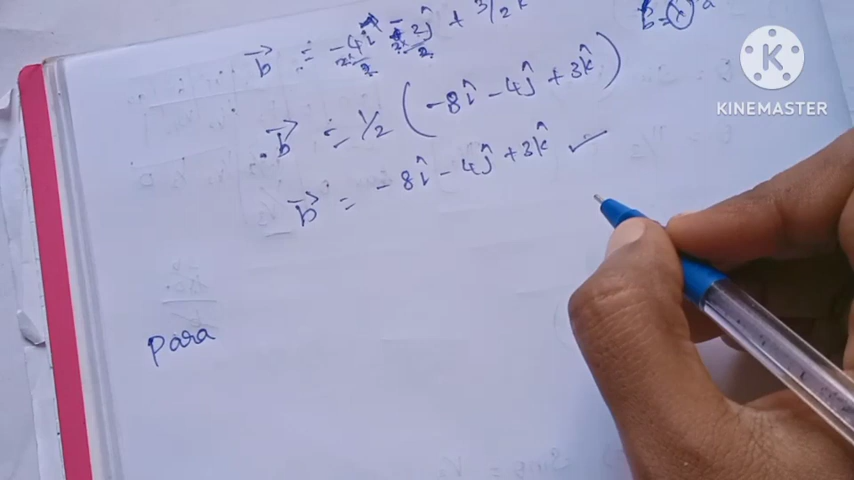 b⃗ = -4î - 2ĵ + 3/2 k̂
b⃗ = a
b⃗ = 1/2 ( -8î - 4ĵ + 3k̂ )
b⃗ = -8î - 4ĵ + 3k̂ ✓
Para
K
KINEMASTER